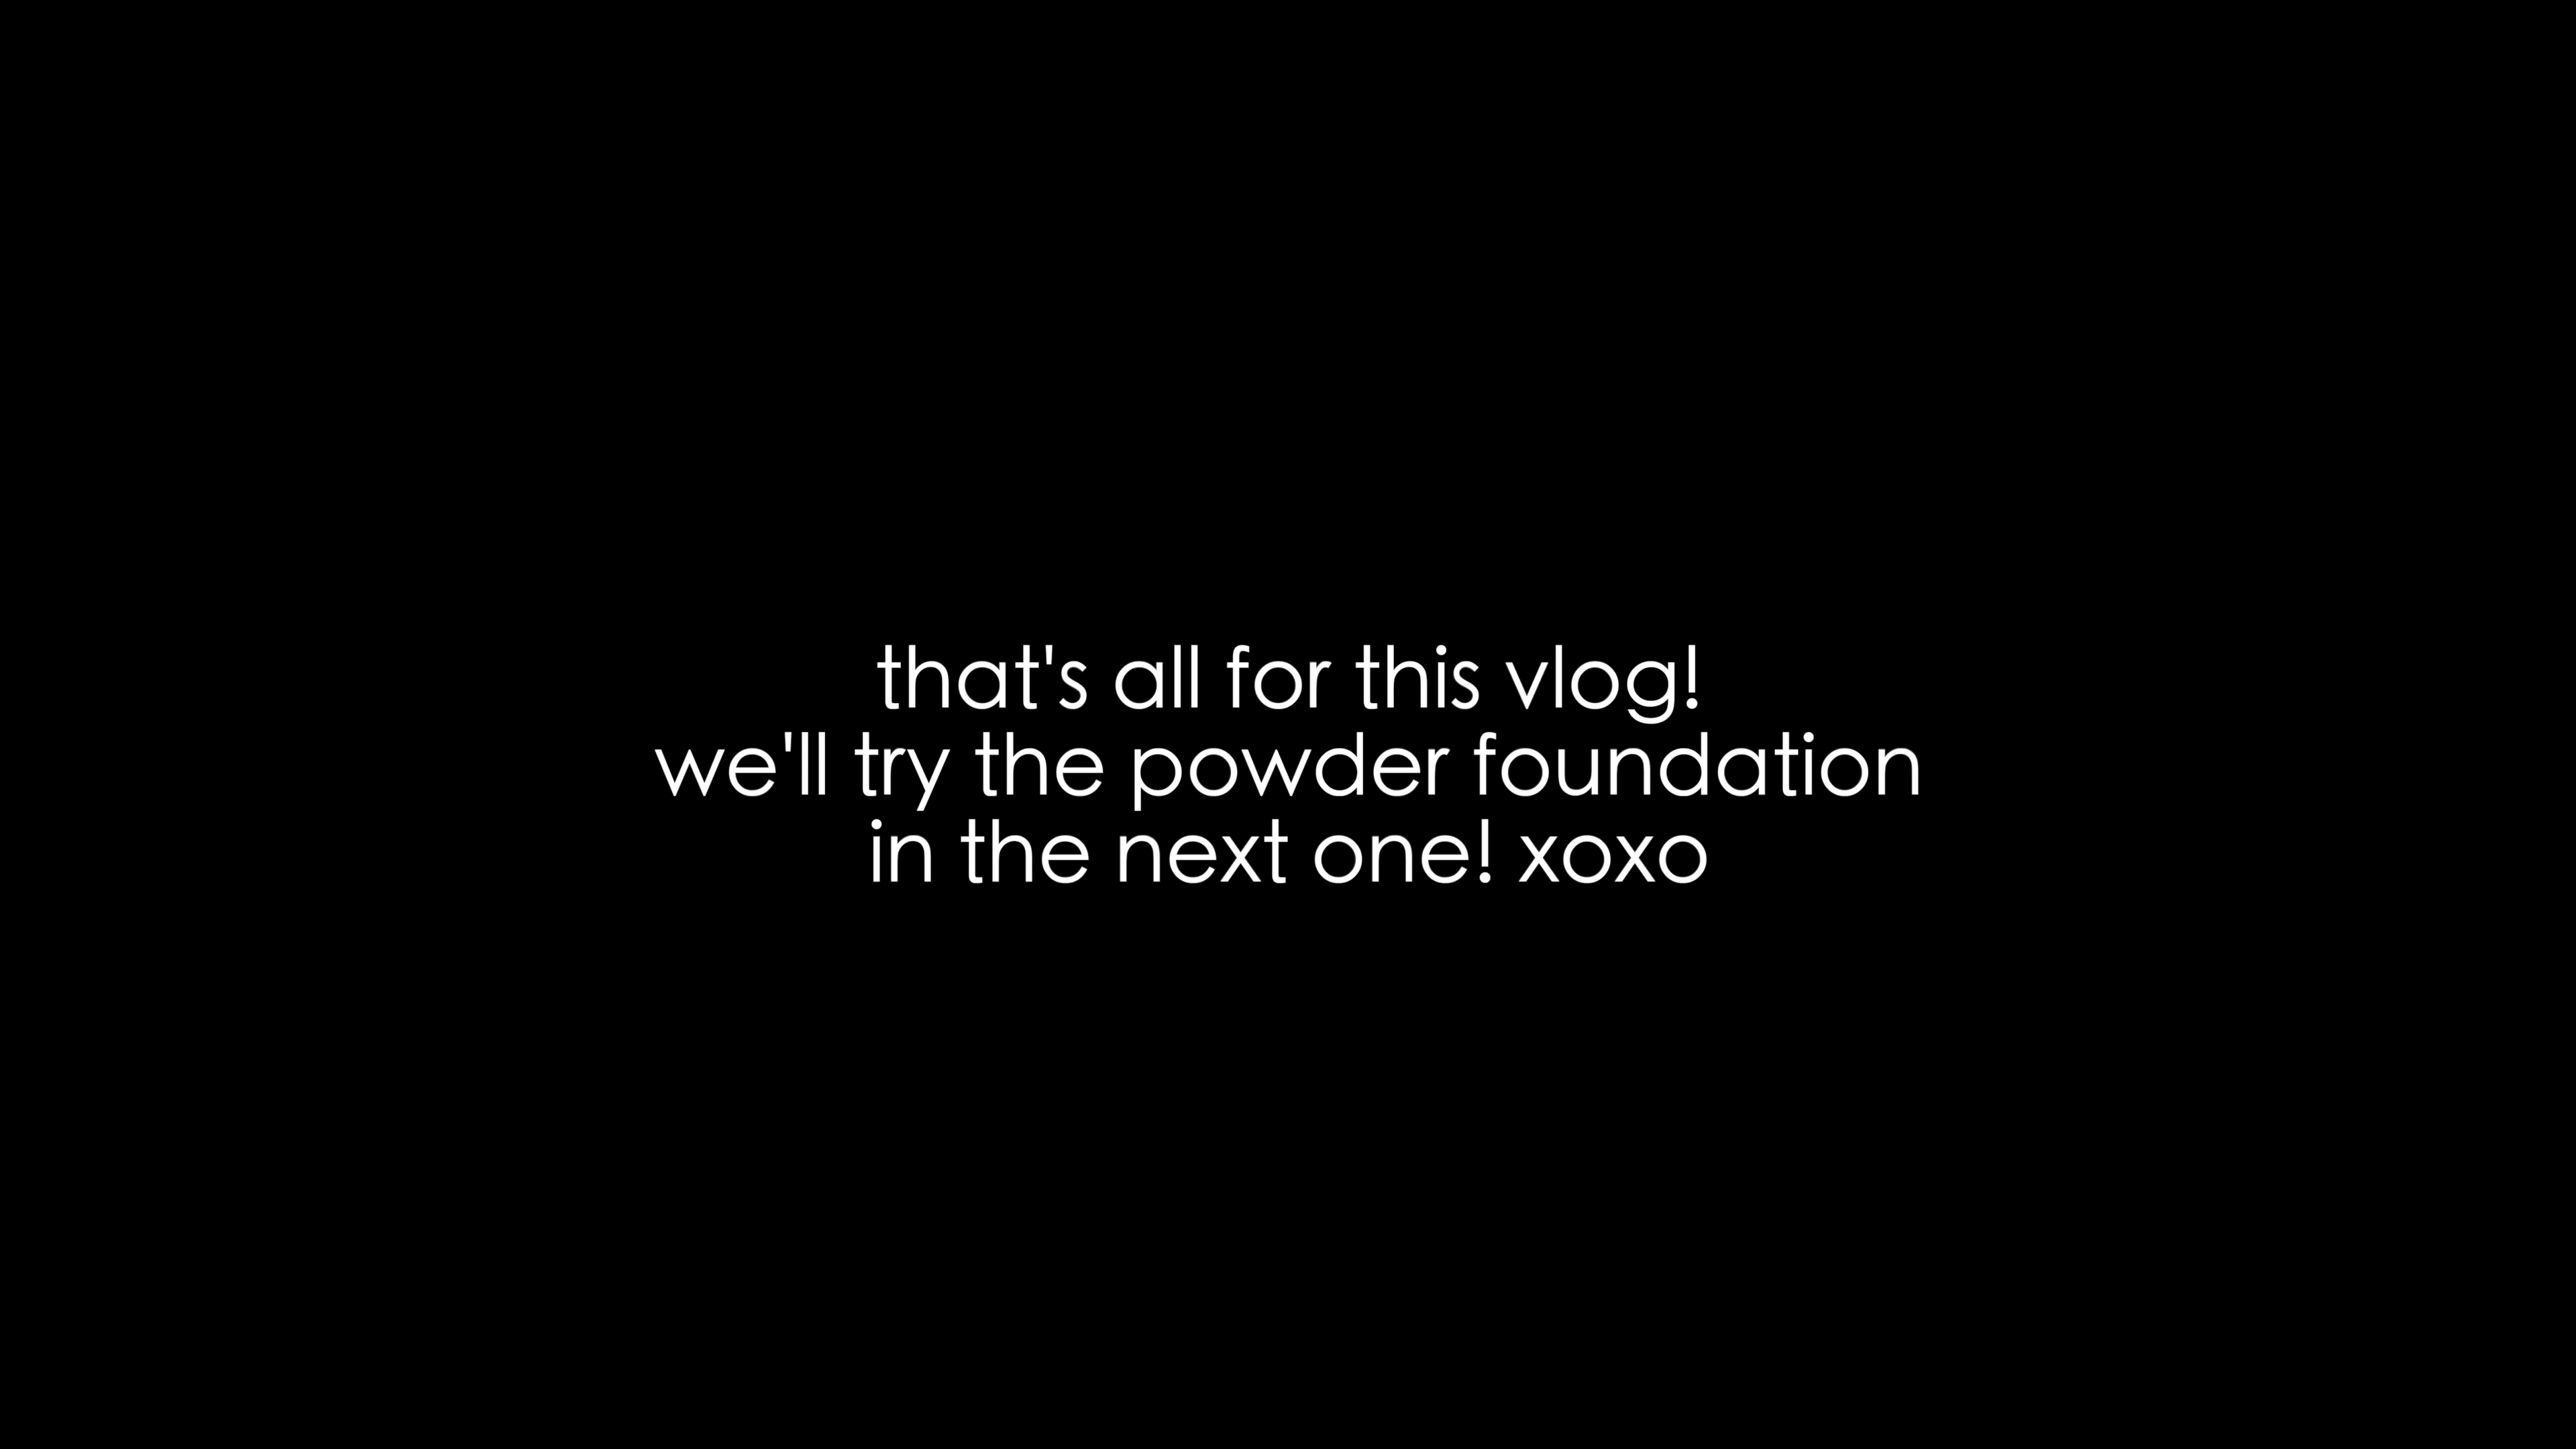 that's all for this vlog!
we'll try the powder foundation
in the next one! xoxo